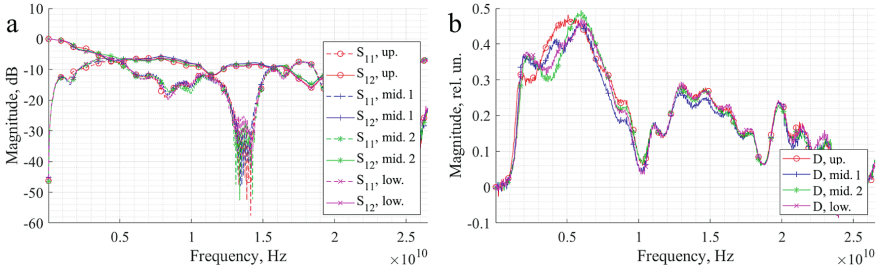 a
Magnitude, dB
10
0
-10
-20
-30
-40
-50
-60
0.5
1
1.5
2
2.5
×10^10
Frequency, Hz
S11, up.
S12, up.
S11, mid. 1
S12, mid. 1
S11, mid. 2
S12, mid. 2
S11, low.
S12, low.
b
Magnitude, rel. un.
0.5
0.4
0.3
0.2
0.1
0
-0.1
0.5
1
1.5
2
2.5
×10^10
Frequency, Hz
D, up.
D, mid. 1
D, mid. 2
D, low.